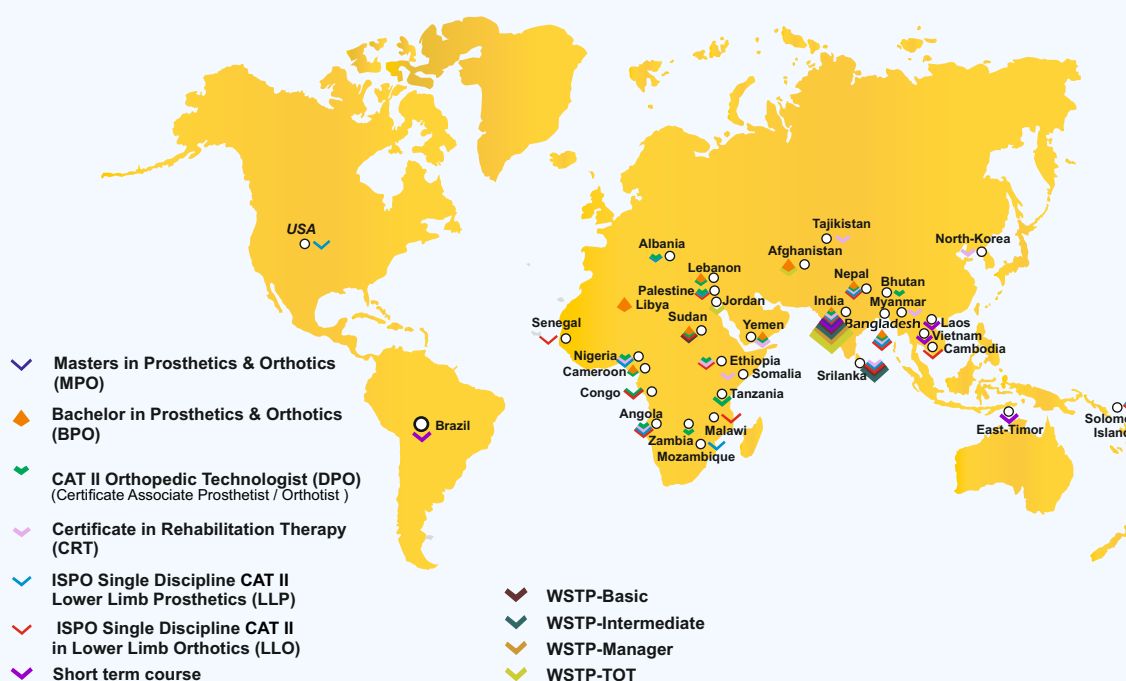 USA
Brazil
Albania
Lebanon
Palestine
Jordan
Libya
Sudan
Senegal
Nigeria
Cameroon
Congo
Angola
Zambia
Mozambique
Malawi
Tanzania
Ethiopia
Somalia
Yemen
Tajikistan
Afghanistan
Nepal
Bhutan
India
Myanmar
Bangladesh
Srilanka
Laos
Vietnam
Cambodia
North-Korea
East-Timor
Solomo
Islan
Masters in Prosthetics & Orthotics
(MPO)
Bachelor in Prosthetics & Orthotics
(BPO)
CAT II Orthopedic Technologist (DPO)
(Certificate Associate Prosthetist / Orthotist )
Certificate in Rehabilitation Therapy
(CRT)
ISPO Single Discipline CAT II
Lower Limb Prosthetics (LLP)
ISPO Single Discipline CAT II
in Lower Limb Orthotics (LLO)
Short term course
WSTP-Basic
WSTP-Intermediate
WSTP-Manager
WSTP-TOT